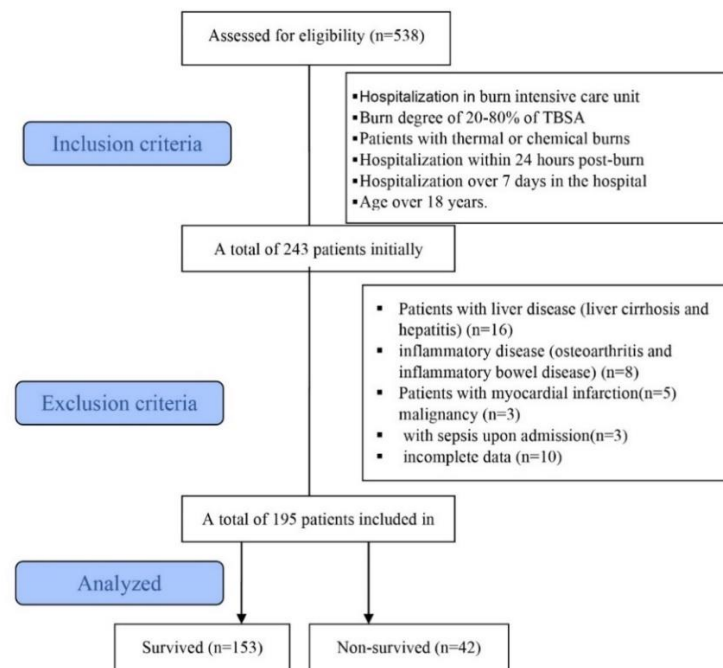 Assessed for eligibility (n=538)
Inclusion criteria
▪Hospitalization in burn intensive care unit
▪Burn degree of 20-80% of TBSA
▪Patients with thermal or chemical burns
▪Hospitalization within 24 hours post-burn
▪Hospitalization over 7 days in the hospital
▪Age over 18 years.
A total of 243 patients initially
Exclusion criteria
▪ Patients with liver disease (liver cirrhosis and
hepatitis) (n=16)
▪ inflammatory disease (osteoarthritis and
inflammatory bowel disease) (n=8)
▪ Patients with myocardial infarction(n=5)
malignancy (n=3)
▪ with sepsis upon admission(n=3)
▪ incomplete data (n=10)
A total of 195 patients included in
Analyzed
Survived (n=153)
Non-survived (n=42)